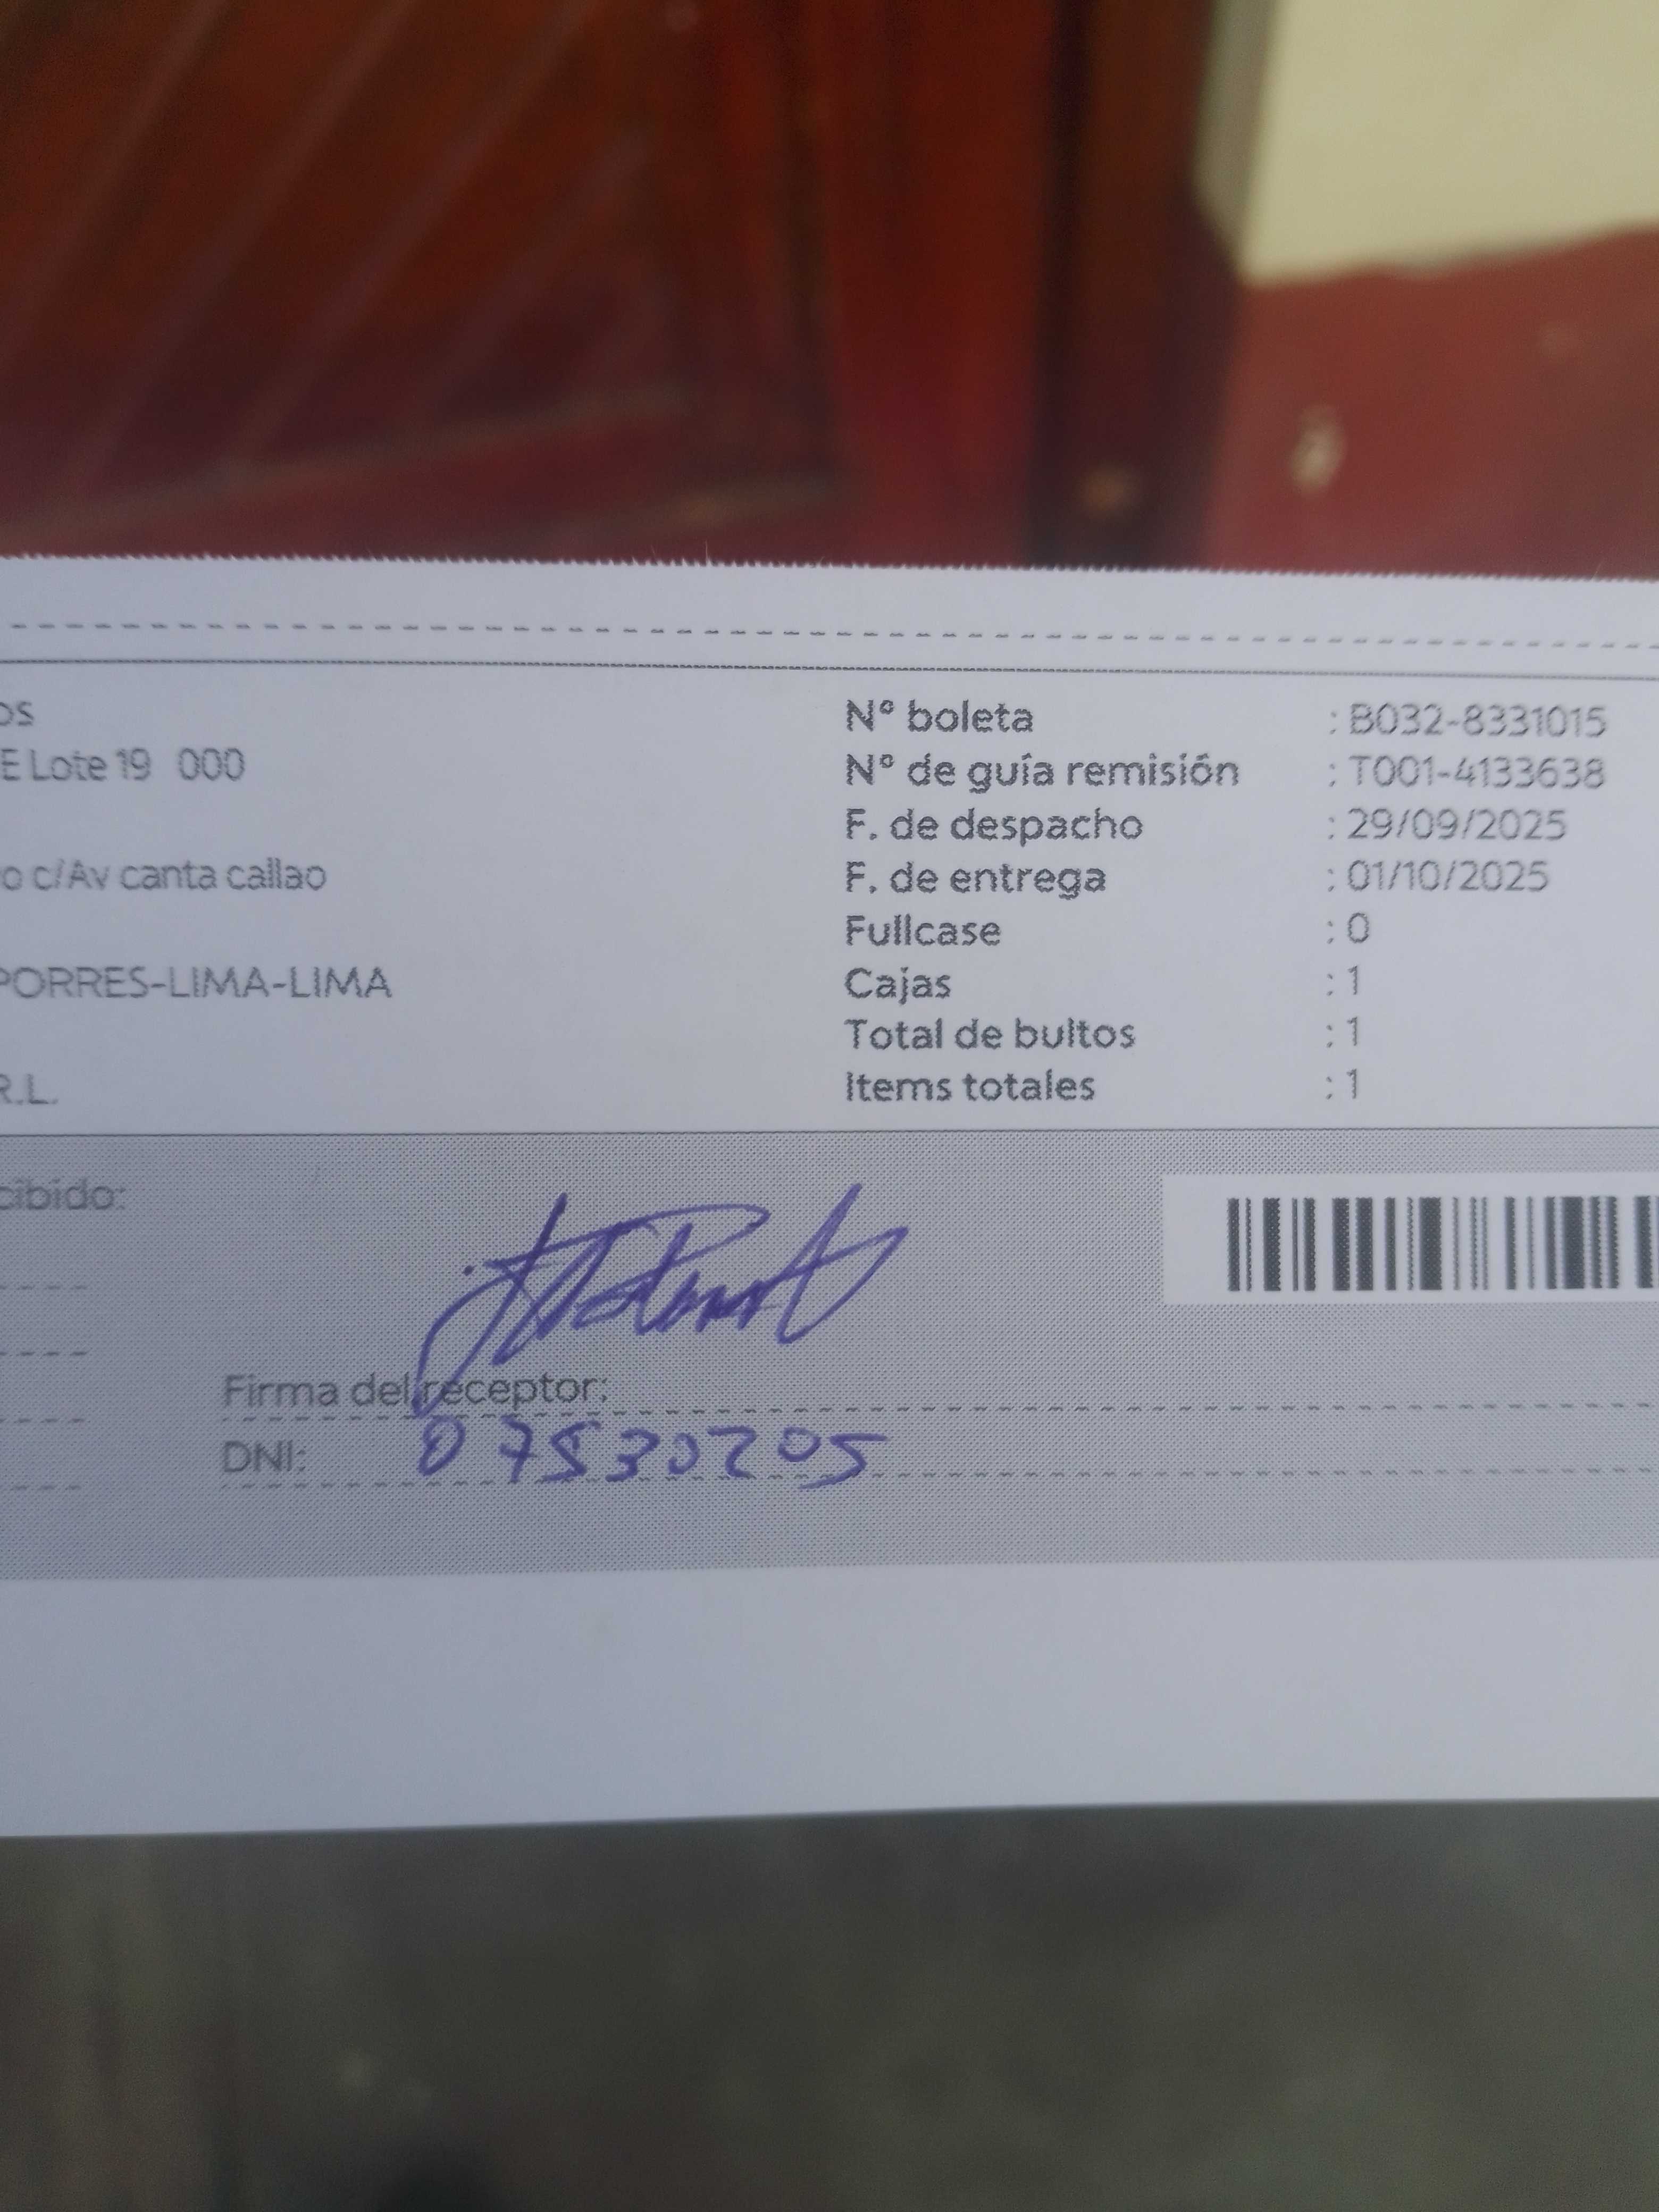 os
E Lote 19 000
o c/Av canta callao
PORRES-LIMA-LIMA
R.L.
N° boleta : B032-8331015
N° de guía remisión : T001-4133638
F. de despacho : 29/09/2025
F. de entrega : 01/10/2025
Fullcase : 0
Cajas : 1
Total de bultos : 1
Items totales : 1
cibido:
Firma del receptor:
DNI: 07530205